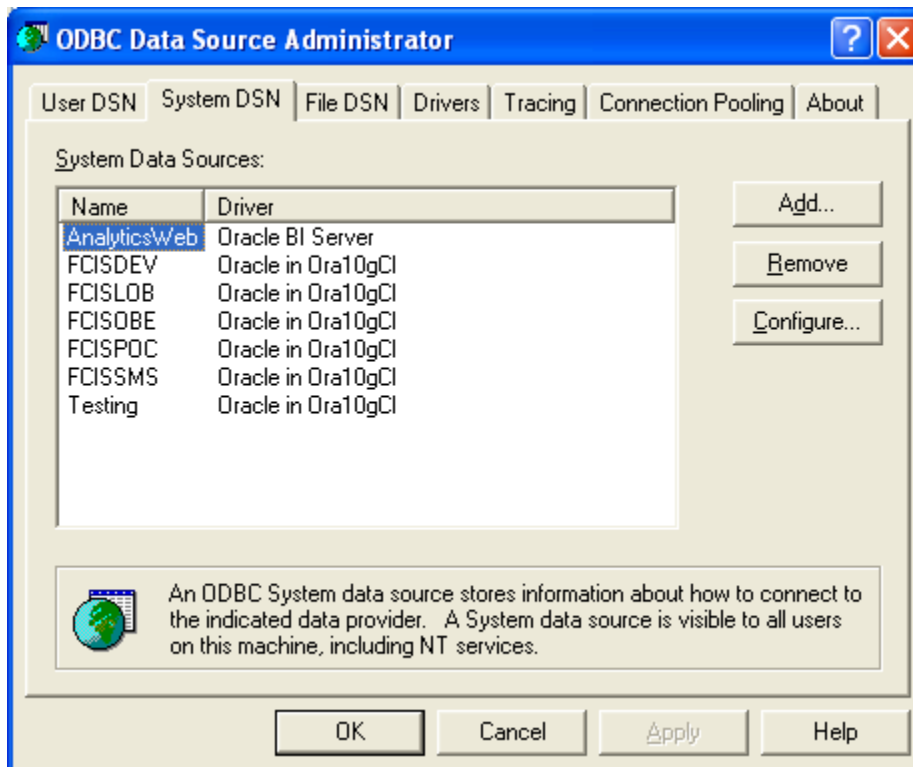 ODBC Data Source Administrator
User DSN System DSN File DSN Drivers Tracing Connection Pooling About
System Data Sources:
Name Driver
AnalyticsWeb Oracle BI Server
FCISDEV Oracle in Ora10gCl
FCISLOB Oracle in Ora10gCl
FCISOBE Oracle in Ora10gCl
FCISPOC Oracle in Ora10gCl
FCISSMS Oracle in Ora10gCl
Testing Oracle in Ora10gCl
Add...
Remove
Configure...
An ODBC System data source stores information about how to connect to
the indicated data provider. A System data source is visible to all users
on this machine, including NT services.
OK Cancel Apply Help